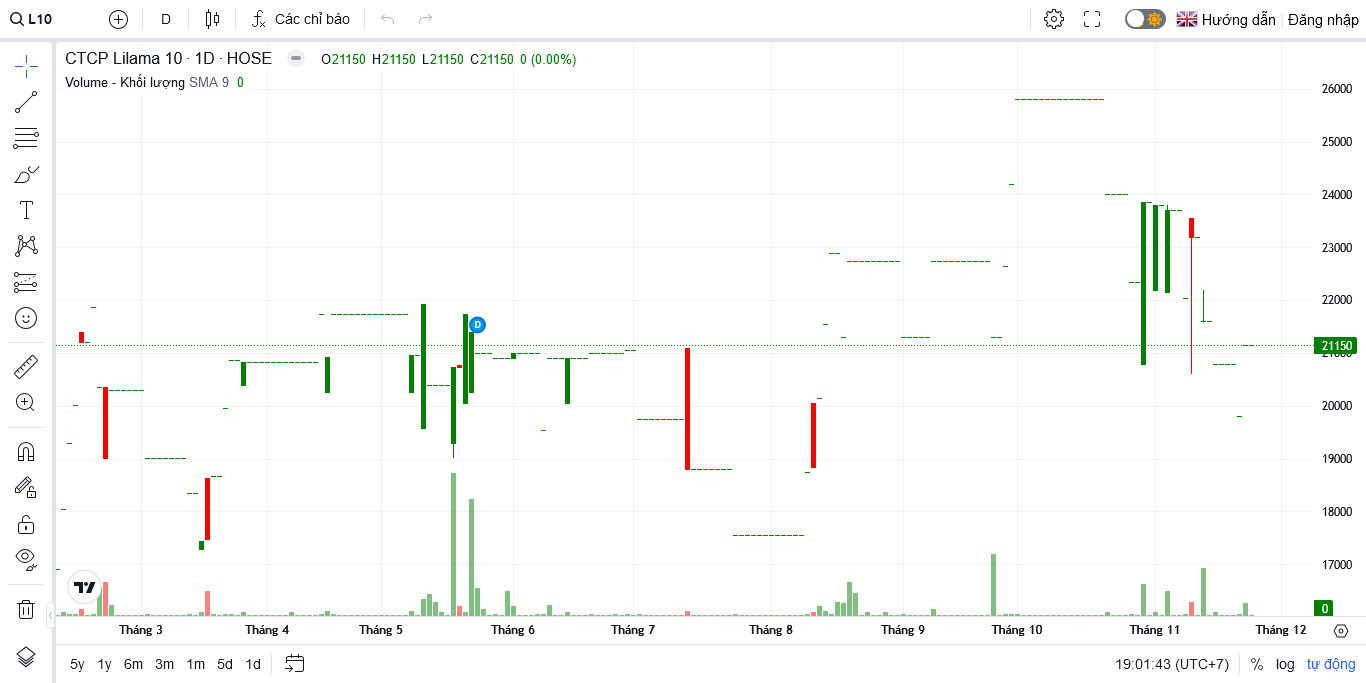 L10 D Các chỉ báo Hướng dẫn Đăng nhập
CTCP Lilama 10 · 1D · HOSE O21150 H21150 L21150 C21150 0 (0.00%)
Volume - Khối lượng SMA 9 0
D
26000
25000
24000
23000
22000
21150
21000
20000
19000
18000
17000
0
Tháng 3 Tháng 4 Tháng 5 Tháng 6 Tháng 7 Tháng 8 Tháng 9 Tháng 10 Tháng 11 Tháng 12
5y 1y 6m 3m 1m 5d 1d 19:01:43 (UTC+7) % log tự động